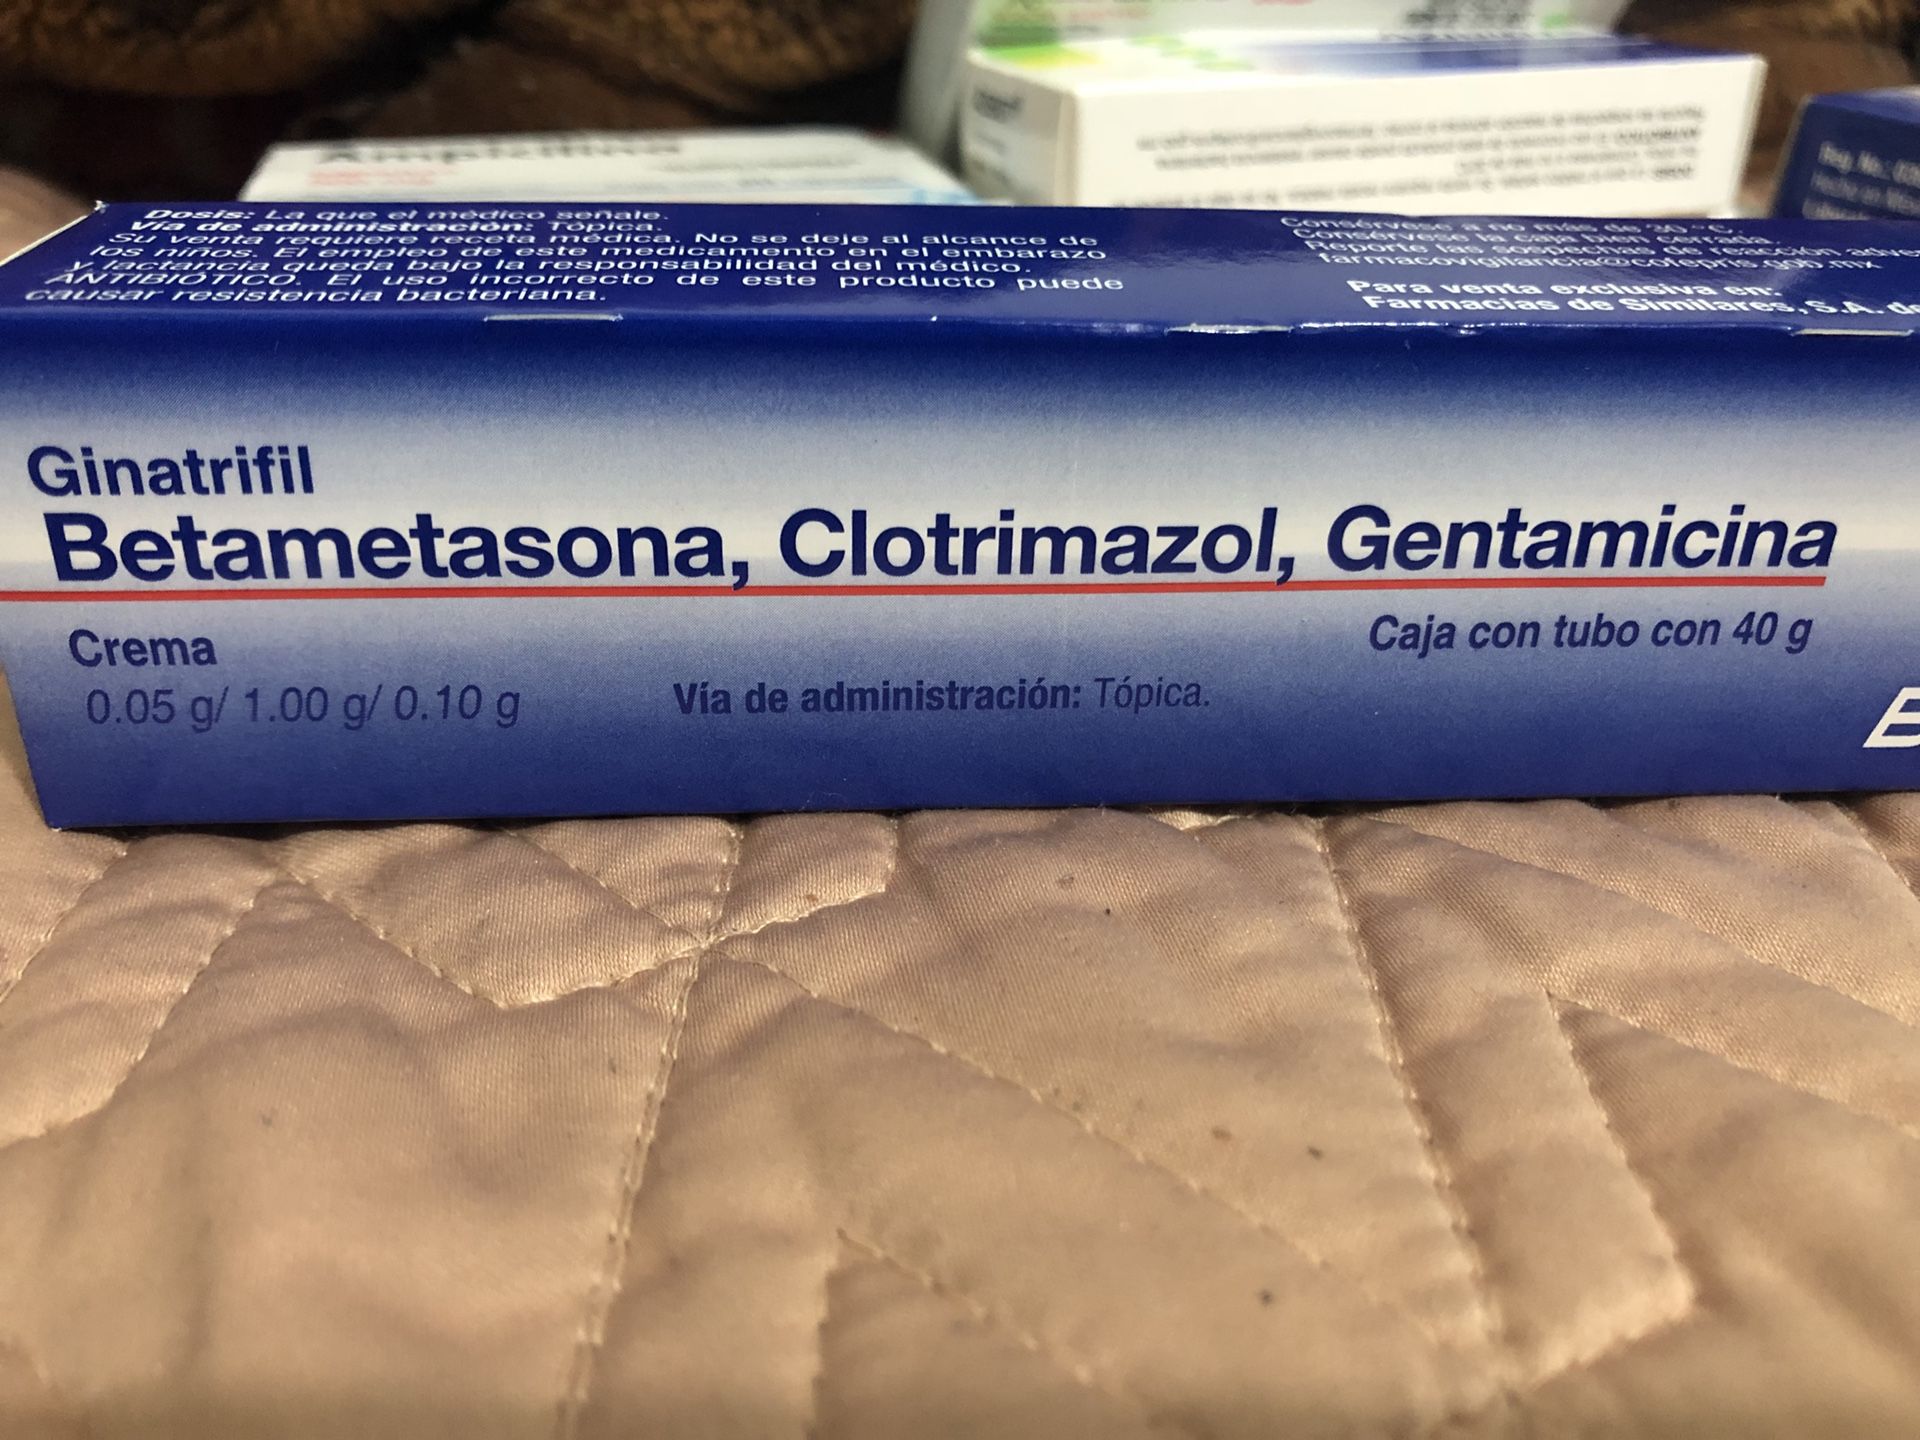 Ampicilina
Dosis: La que el médico señale.
Vía de administración: Tópica.
Su venta requiere receta médica. No se deje al alcance de
los niños. El empleo de este medicamento en el embarazo
y lactancia queda bajo la responsabilidad del médico.
ANTIBIÓTICO. El uso incorrecto de este producto puede
causar resistencia bacteriana.
Consérvese a no más de 30 °C.
Consérvese la caja bien cerrada.
Reporte las sospechas de reacción adve
farmacovigilancia@cofepris.gob.mx
Para venta exclusiva en:
Farmacias de Similares, S.A. de
Reg. No.:
Ginatrifil
Betametasona, Clotrimazol, Gentamicina
Crema
Caja con tubo con 40 g
0.05 g/ 1.00 g/ 0.10 g
Vía de administración: Tópica.